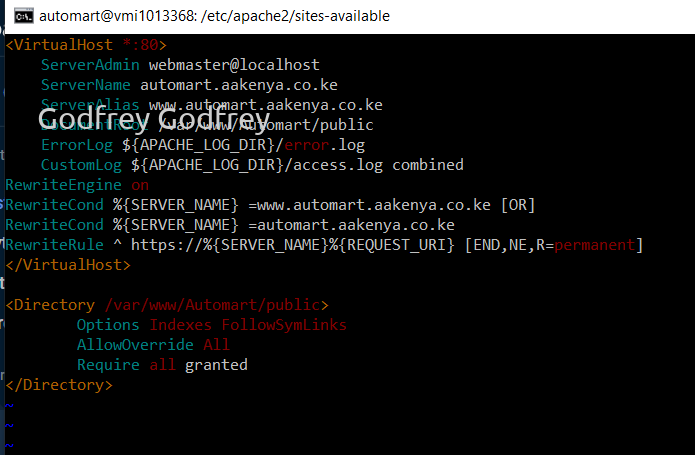 automart@vmi1013368: /etc/apache2/sites-available
<VirtualHost *:80>
ServerAdmin webmaster@localhost
ServerName automart.aakenya.co.ke
ServerAlias www.automart.aakenya.co.ke
Godfrey Godfrey
DocumentRoot /var/www/Automart/public
ErrorLog ${APACHE_LOG_DIR}/error.log
CustomLog ${APACHE_LOG_DIR}/access.log combined
RewriteEngine on
RewriteCond %{SERVER_NAME} =www.automart.aakenya.co.ke [OR]
RewriteCond %{SERVER_NAME} =automart.aakenya.co.ke
RewriteRule ^ https://%{SERVER_NAME}%{REQUEST_URI} [END,NE,R=permanent]
</VirtualHost>
<Directory /var/www/Automart/public>
Options Indexes FollowSymLinks
AllowOverride All
Require all granted
</Directory>
~
~
~